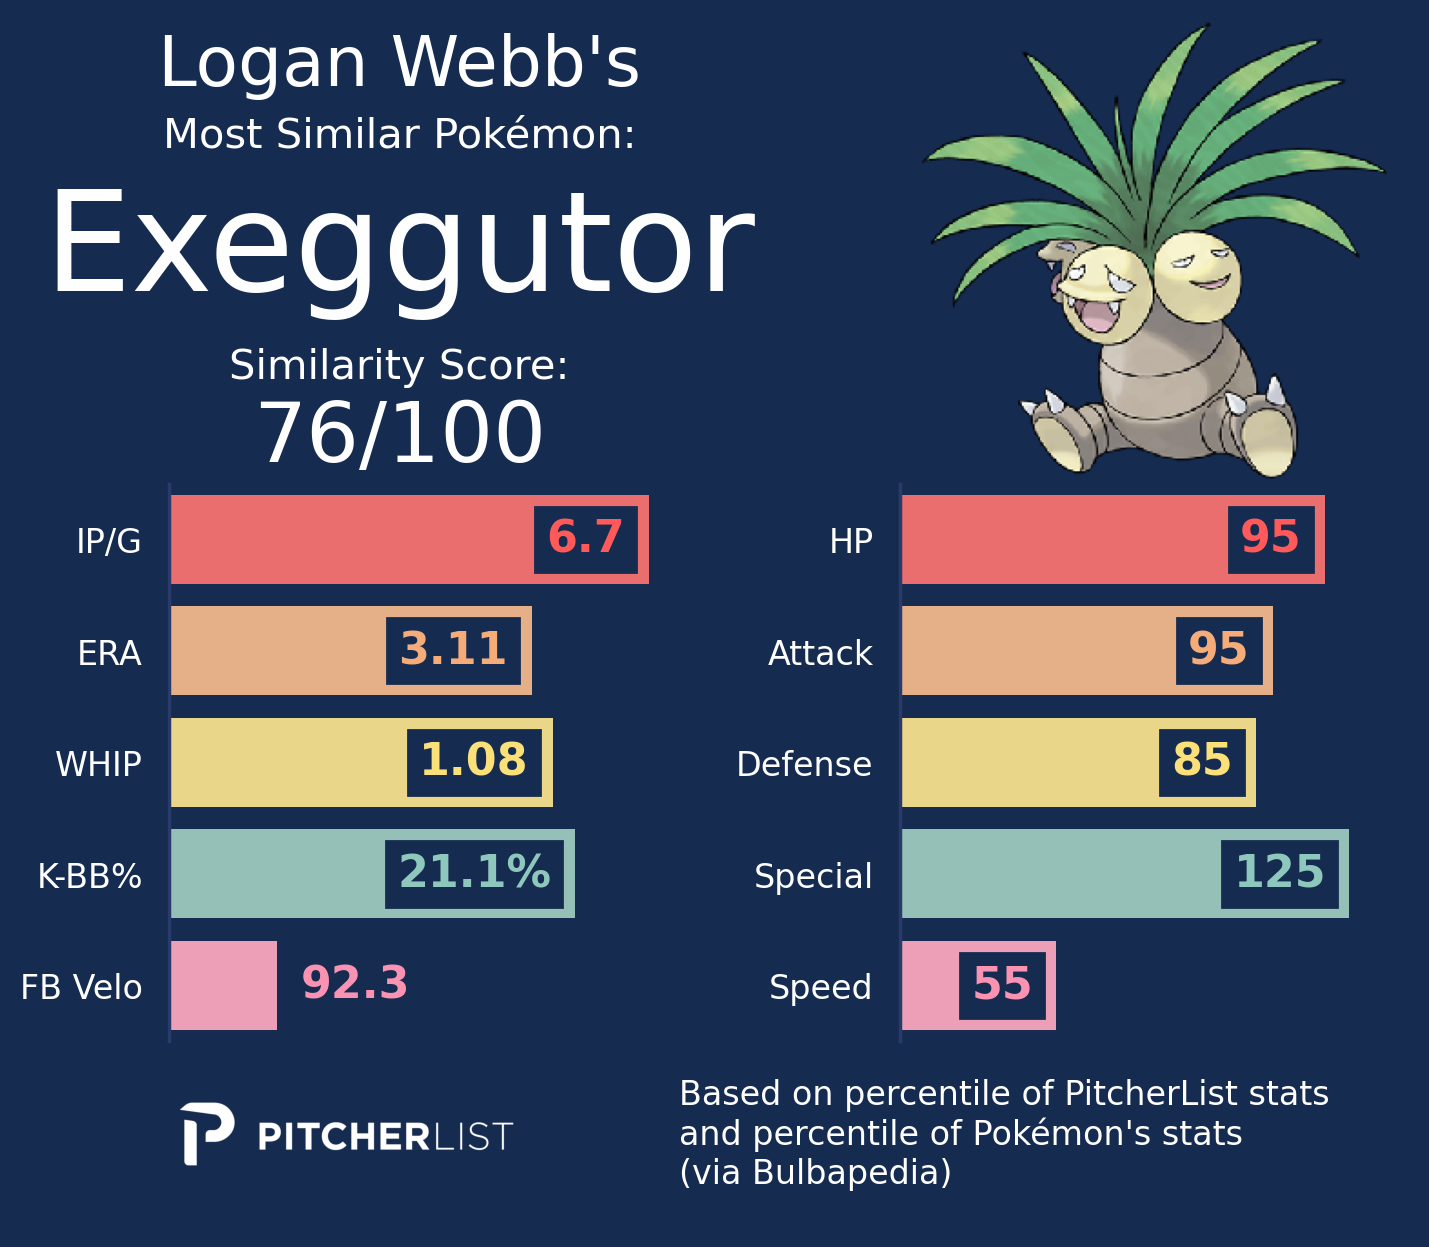 Logan Webb's
Most Similar Pokémon:
Exeggutor
Similarity Score:
76/100
IP/G 6.7
ERA 3.11
WHIP 1.08
K-BB% 21.1%
FB Velo 92.3
HP 95
Attack 95
Defense 85
Special 125
Speed 55
PITCHERLIST
Based on percentile of PitcherList stats
and percentile of Pokémon's stats
(via Bulbapedia)